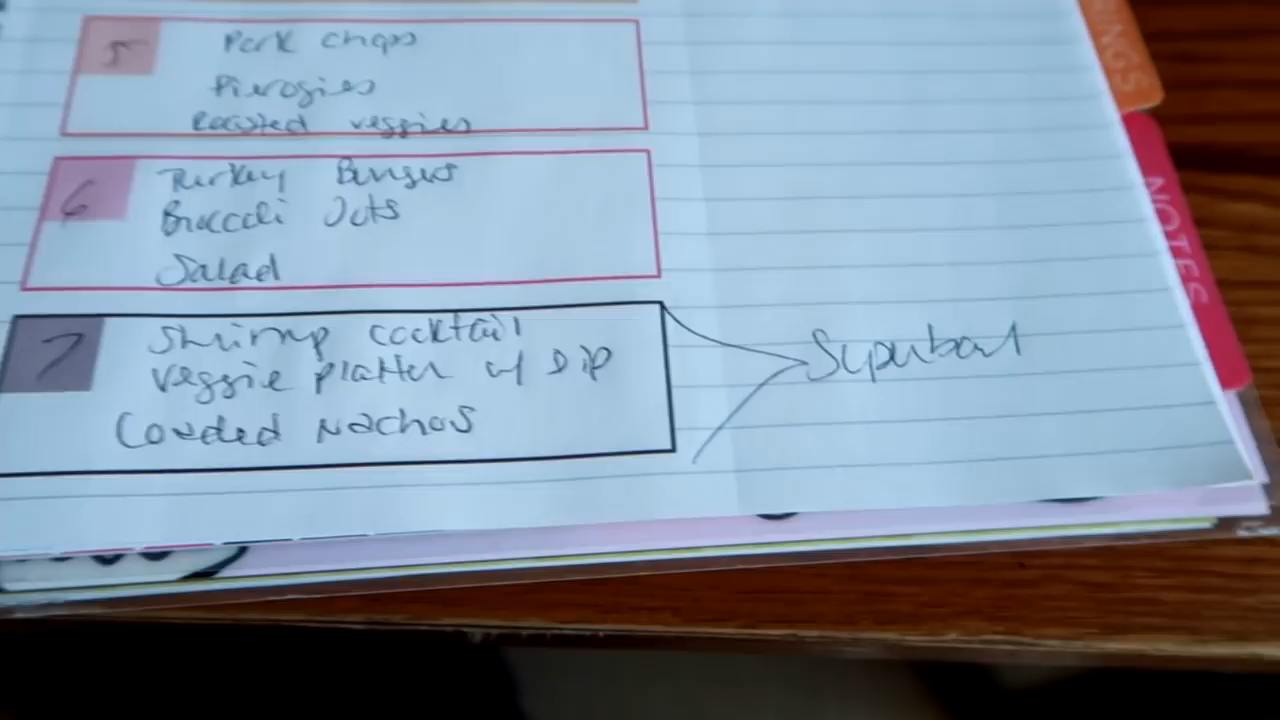 5 Pork chops
Pierogies
Roasted veggies
6 Turkey Burgers
Broccoli Tots
Salad
7 Shrimp cocktail
veggie platter w/ DIP
Loaded Nachos
Superbowl
NOTES